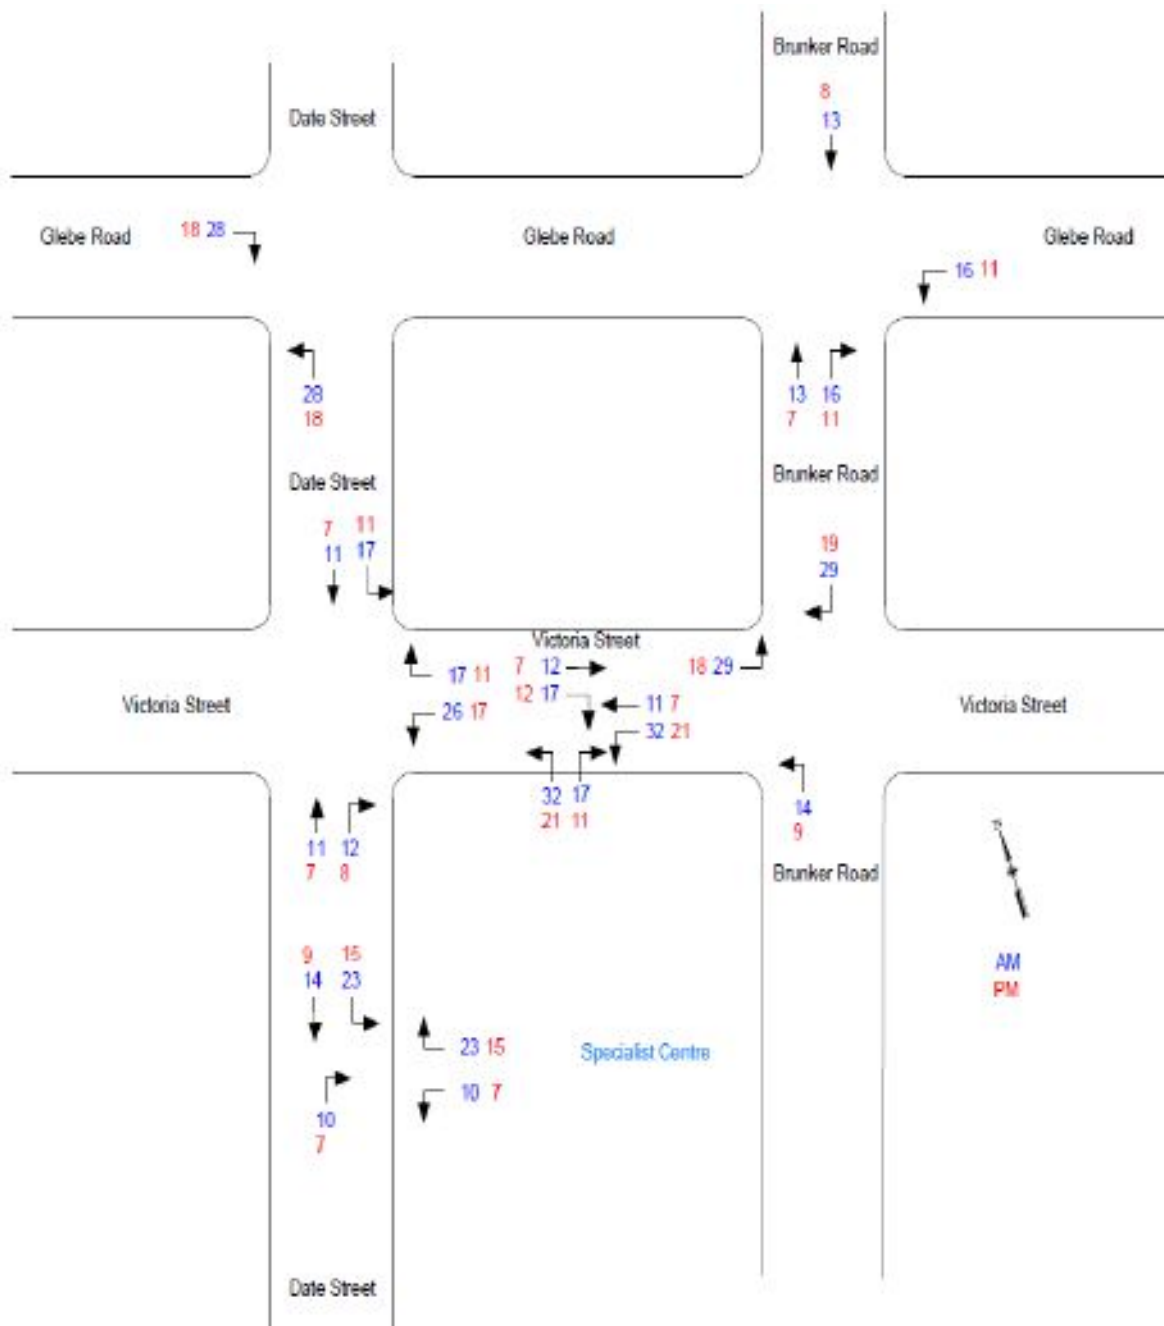 Brunker Road
8
13
Date Street
Glebe Road
18 28
Glebe Road
Glebe Road
16 11
28
18
13 16
7 11
Date Street
Brunker Road
7 11
11 17
19
29
Victoria Street
17 11
7 12
18 29
12 17
11 7
Victoria Street
26 17
32 21
Victoria Street
32 17
21 11
14
9
11 12
7 8
Brunker Road
9 15
14 23
AM
PM
23 15
Specialist Centre
10 7
10
7
Date Street